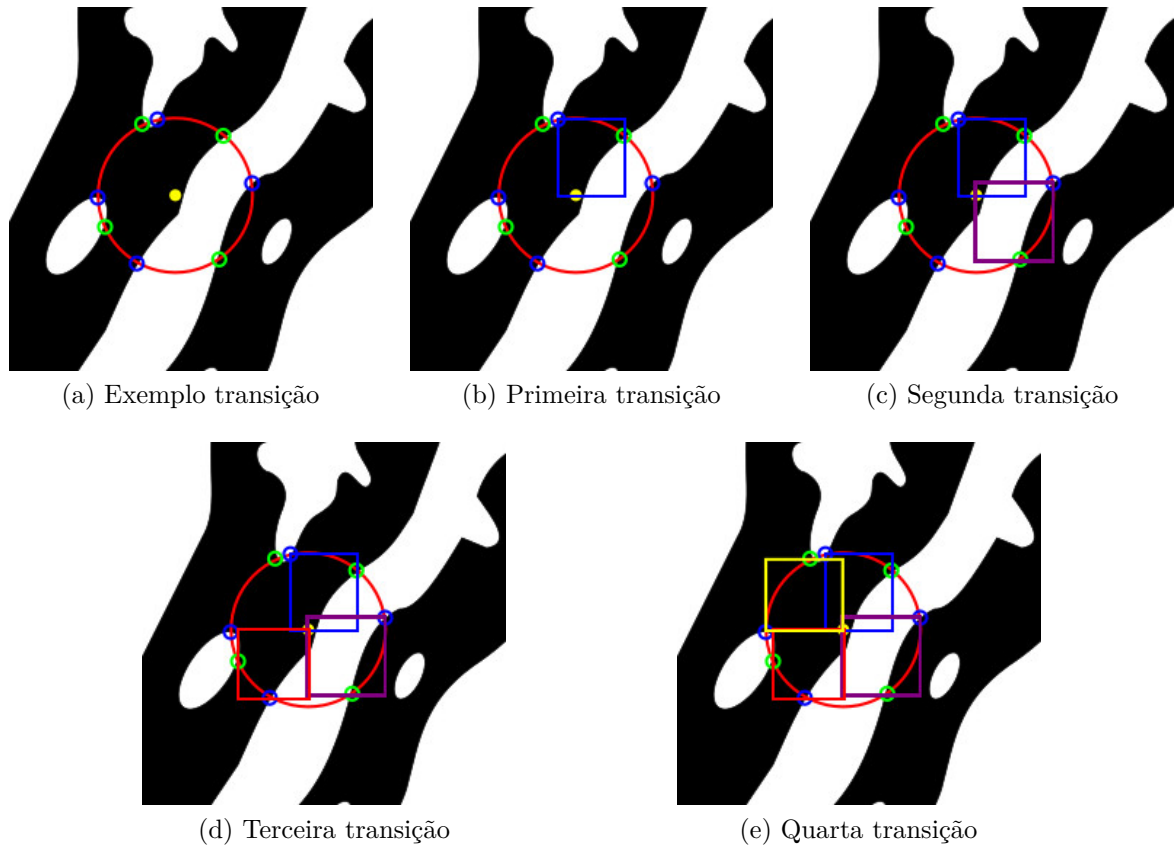 (a) Exemplo transição
(b) Primeira transição
(c) Segunda transição
(d) Terceira transição
(e) Quarta transição